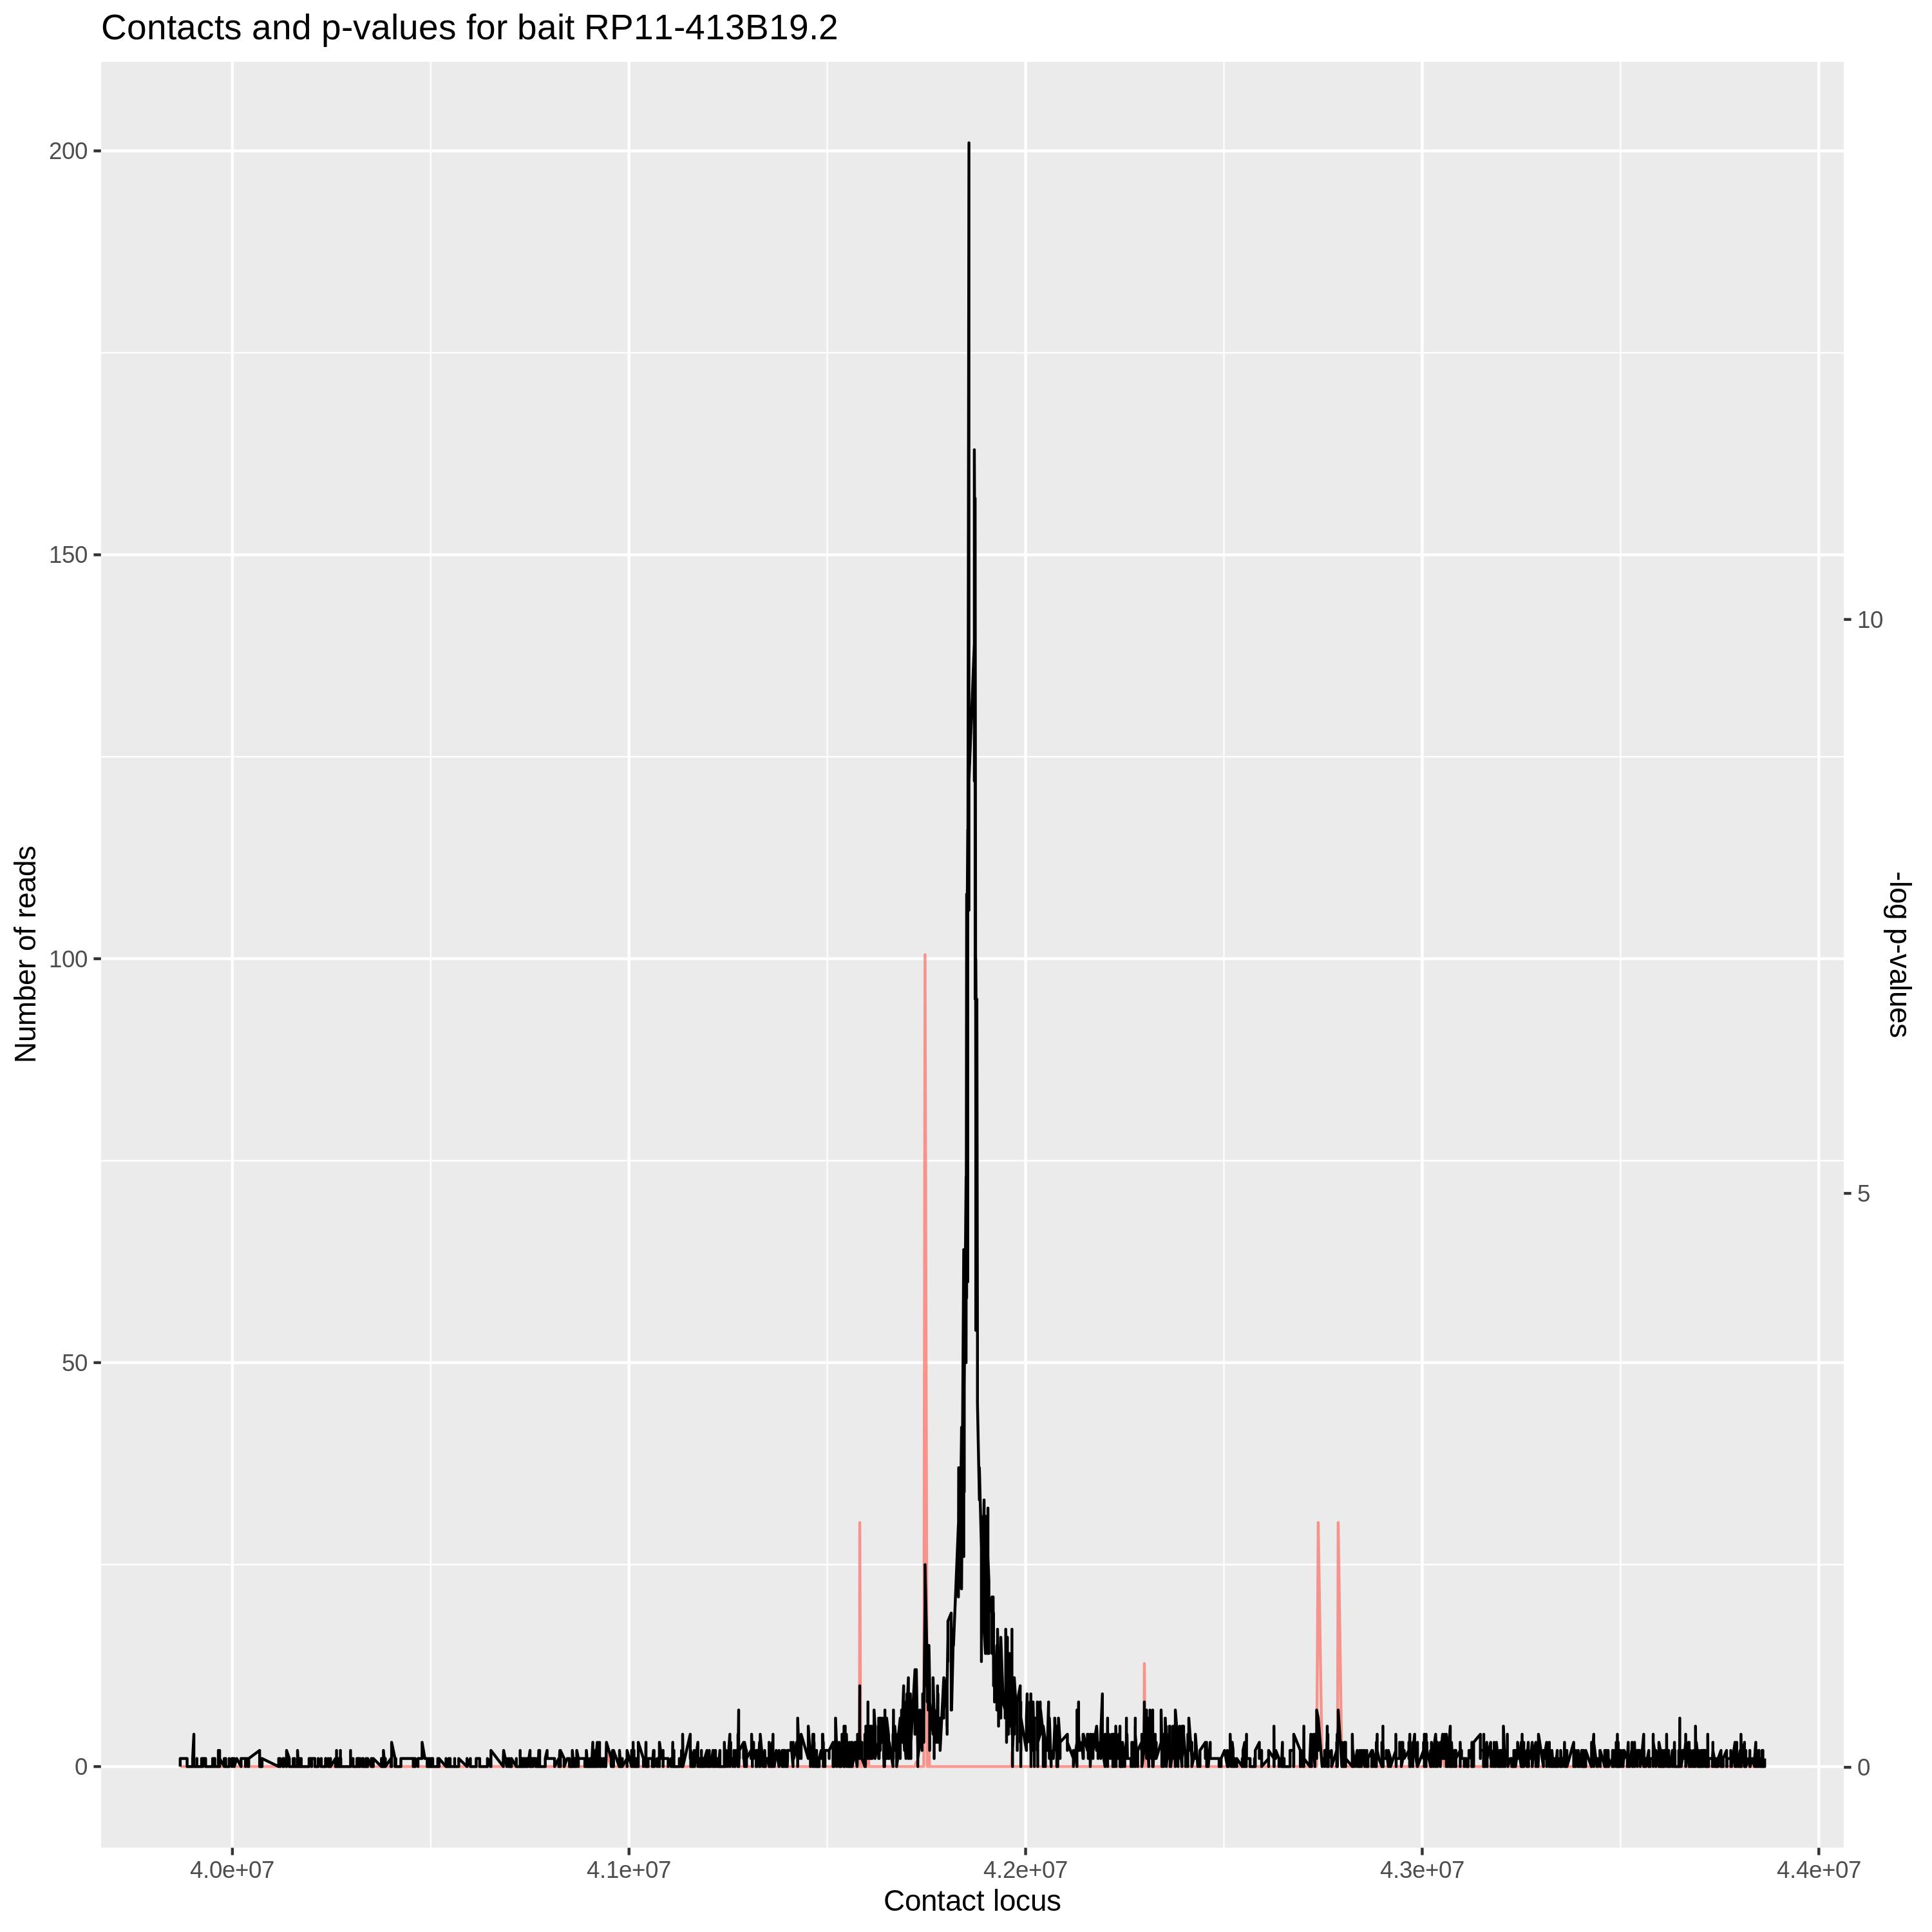 Contacts and p-values for bait RP11-413B19.2
200
150
100
50
0
Number of reads
10
5
0
-log p-values
4.0e+07
4.1e+07
4.2e+07
4.3e+07
4.4e+07
Contact locus